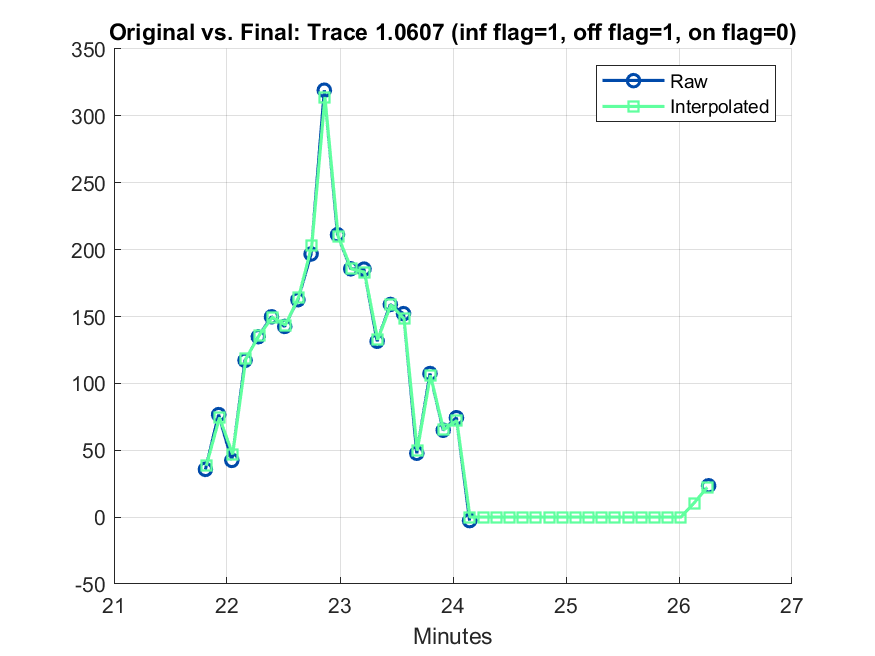 Original vs. Final: Trace 1.0607 (inf flag=1, off flag=1, on flag=0)
350
300
250
200
150
100
50
0
-50
Raw
Interpolated
21 22 23 24 25 26 27
Minutes